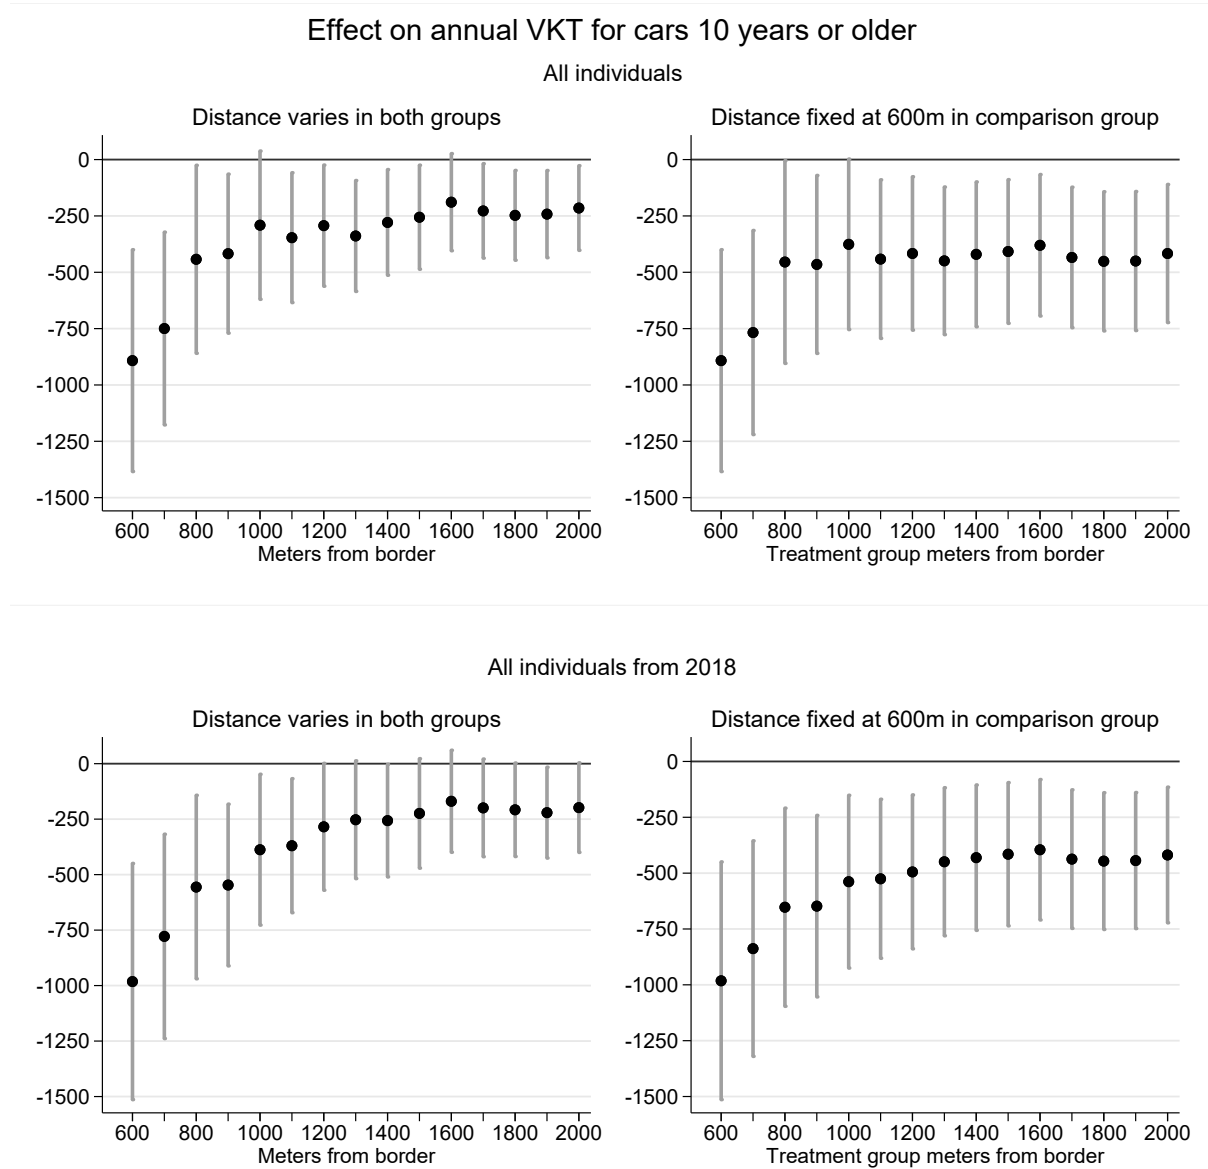 Effect on annual VKT for cars 10 years or older
All individuals
Distance varies in both groups
0
-250
-500
-750
-1000
-1250
-1500
600 800 1000 1200 1400 1600 1800 2000
Meters from border
Distance fixed at 600m in comparison group
0
-250
-500
-750
-1000
-1250
-1500
600 800 1000 1200 1400 1600 1800 2000
Treatment group meters from border
All individuals from 2018
Distance varies in both groups
0
-250
-500
-750
-1000
-1250
-1500
600 800 1000 1200 1400 1600 1800 2000
Meters from border
Distance fixed at 600m in comparison group
0
-250
-500
-750
-1000
-1250
-1500
600 800 1000 1200 1400 1600 1800 2000
Treatment group meters from border